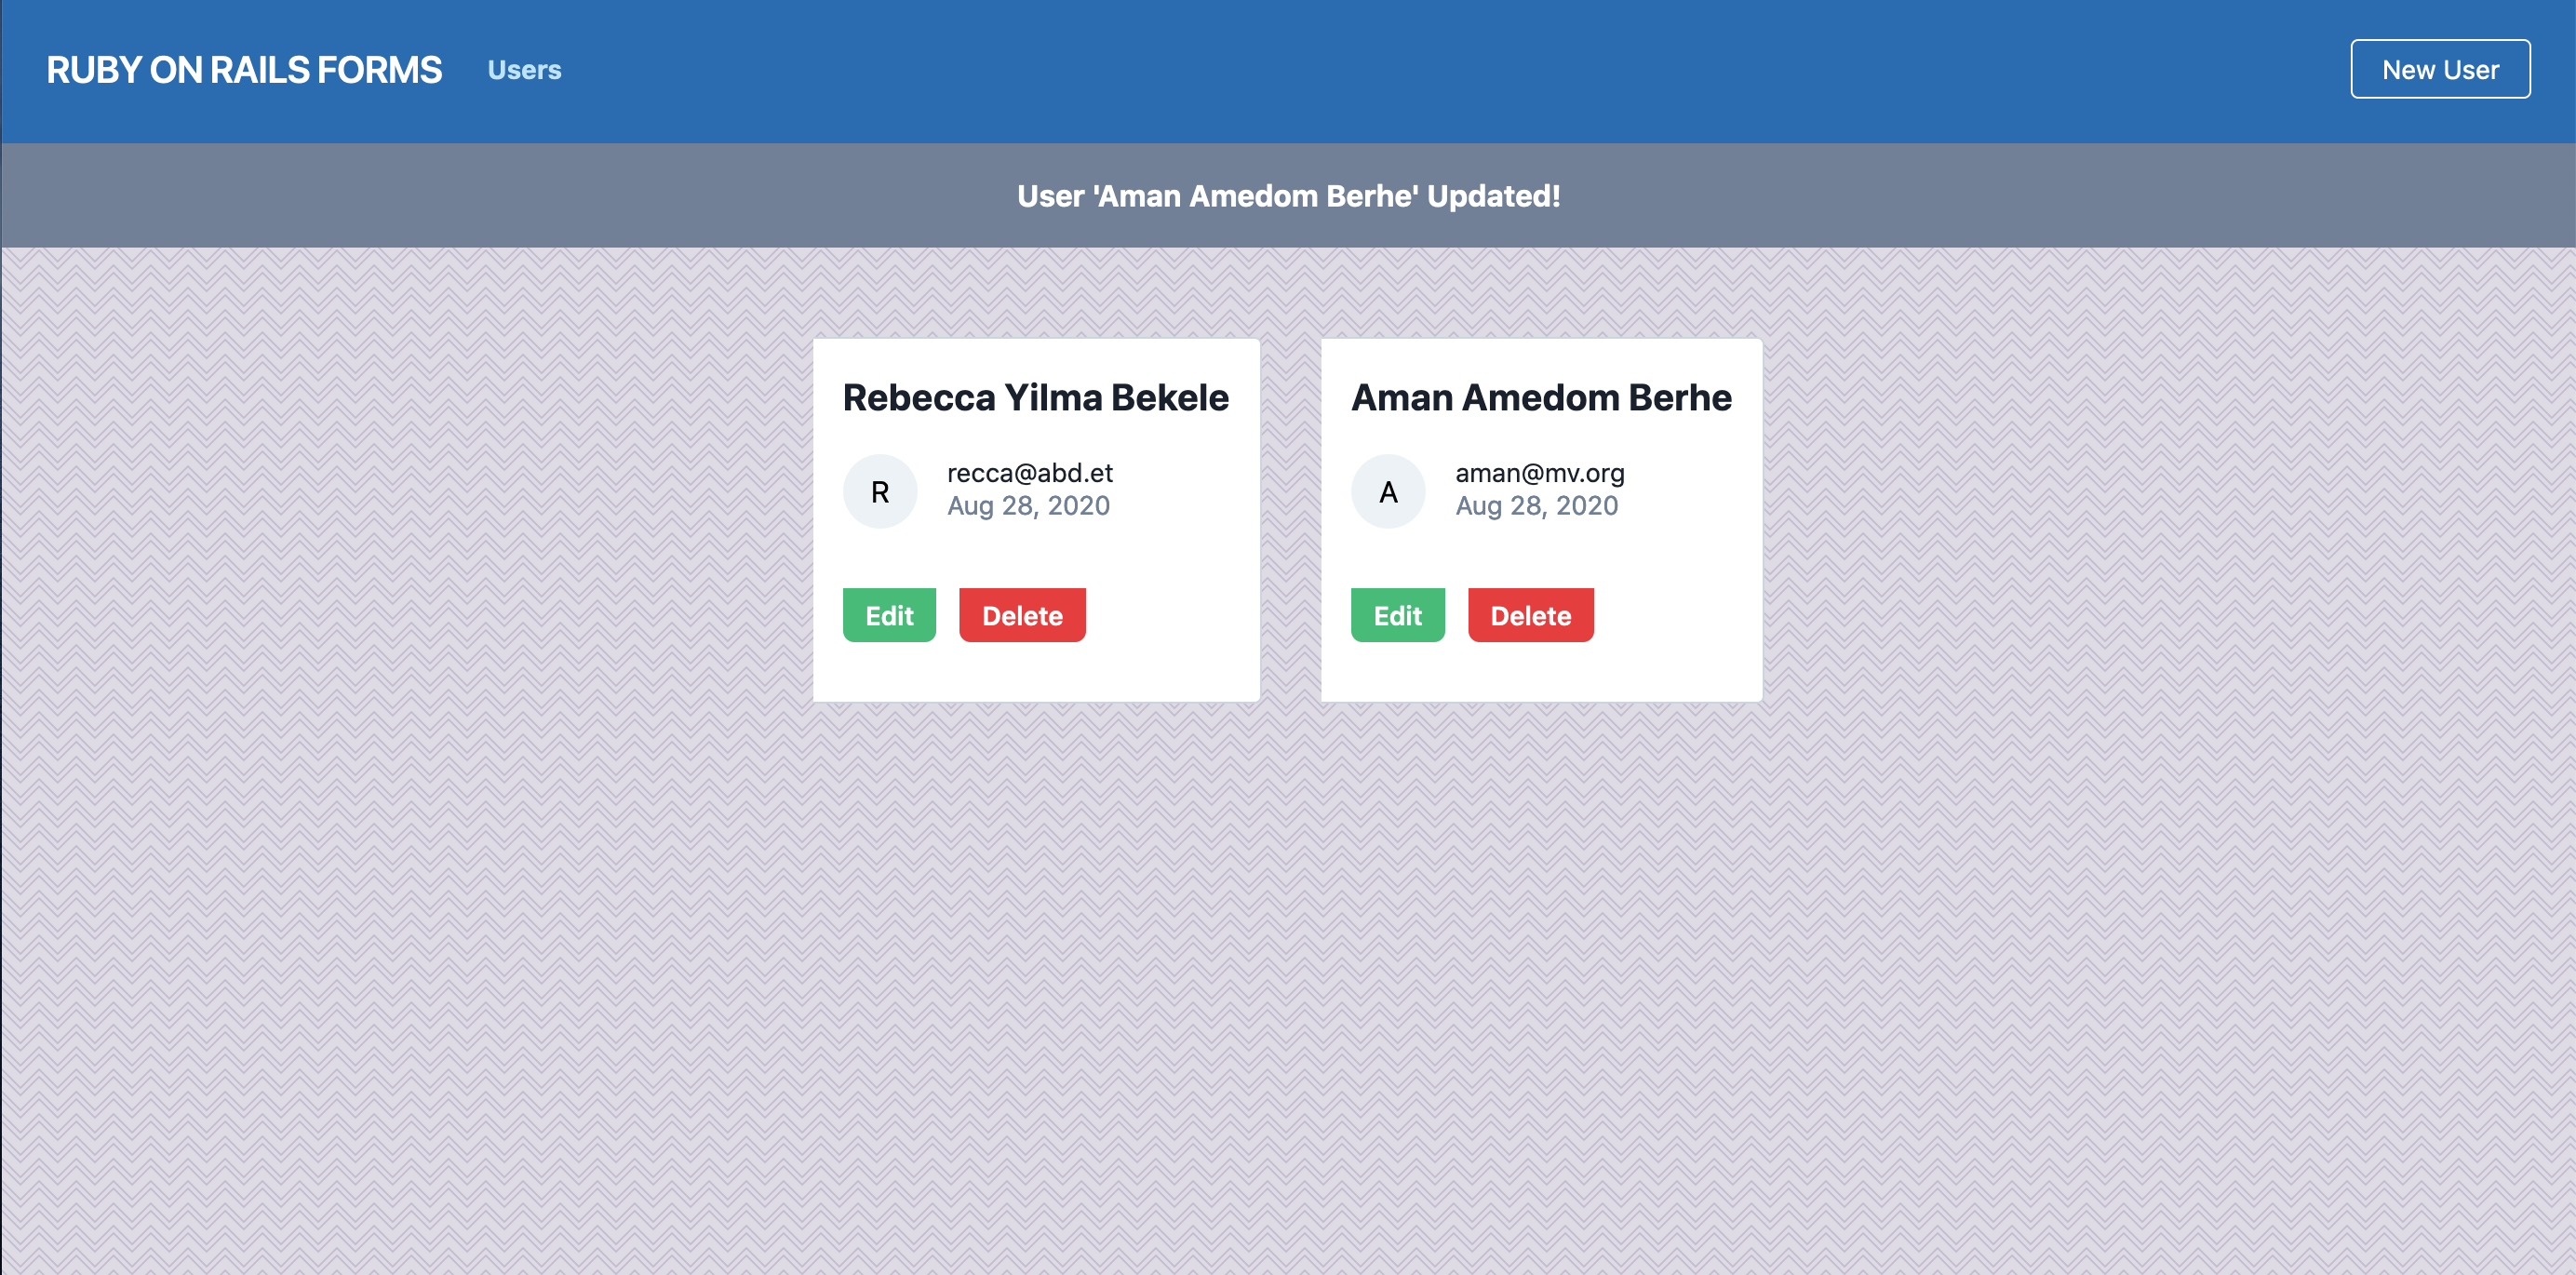 RUBY ON RAILS FORMS
Users
New User
User 'Aman Amedom Berhe' Updated!
Rebecca Yilma Bekele
R
recca@abd.et
Aug 28, 2020
Edit
Delete
Aman Amedom Berhe
A
aman@mv.org
Aug 28, 2020
Edit
Delete